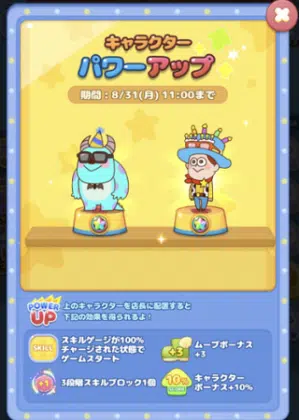 キャラクター
パワーアップ
期間：8/31(月) 11:00まで
POWER UP
上のキャラクターを店長に配置すると
下記の効果を得られるよ！
SKILL
スキルゲージが100%
チャージされた状態で
ゲームスタート
+3
ムーブボーナス
+3
+1
3段階スキルブロック1個
10%
キャラクター
ボーナス+10%